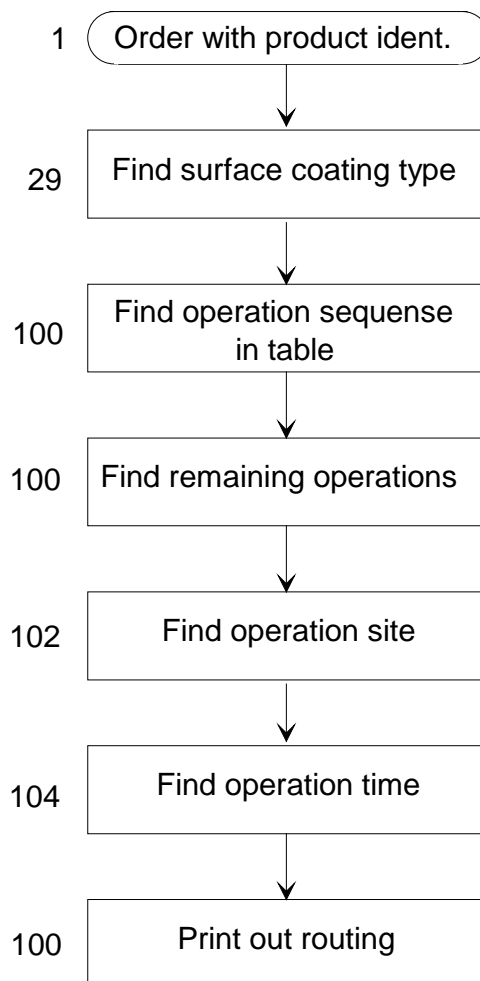 1 Order with product ident.
29 Find surface coating type
Find operation sequense
100
in table
100 Find remaining operations
102 Find operation site
104 Find operation time
100 Print out routing